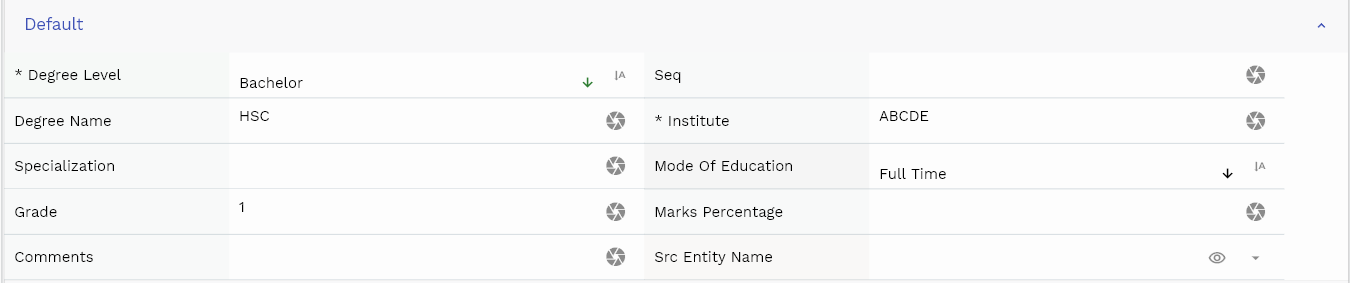 Default
* Degree Level Bachelor Seq
Degree Name HSC * Institute ABCDE
Specialization Mode Of Education Full Time
Grade 1 Marks Percentage
Comments Src Entity Name